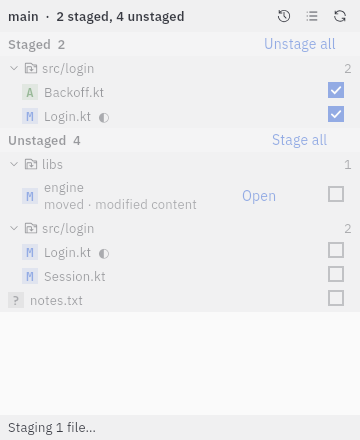 main · 2 staged, 4 unstaged
Staged 2 Unstage all
src/login 2
A Backoff.kt
M Login.kt
Unstaged 4 Stage all
libs 1
M engine
moved · modified content Open
src/login 2
M Login.kt
M Session.kt
? notes.txt
Staging 1 file...